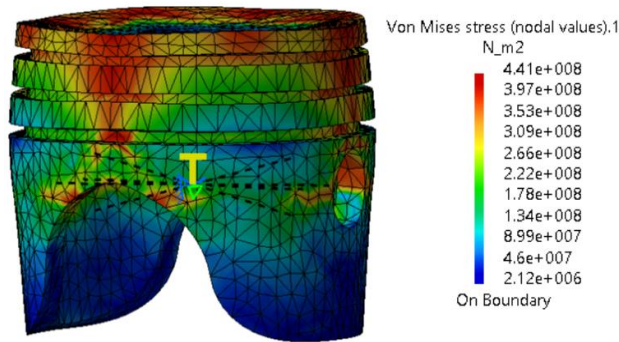 Von Mises stress (nodal values).1
N_m2
4.41e+008
3.97e+008
3.53e+008
3.09e+008
2.66e+008
2.22e+008
1.78e+008
1.34e+008
8.99e+007
4.6e+007
2.12e+006
On Boundary
T